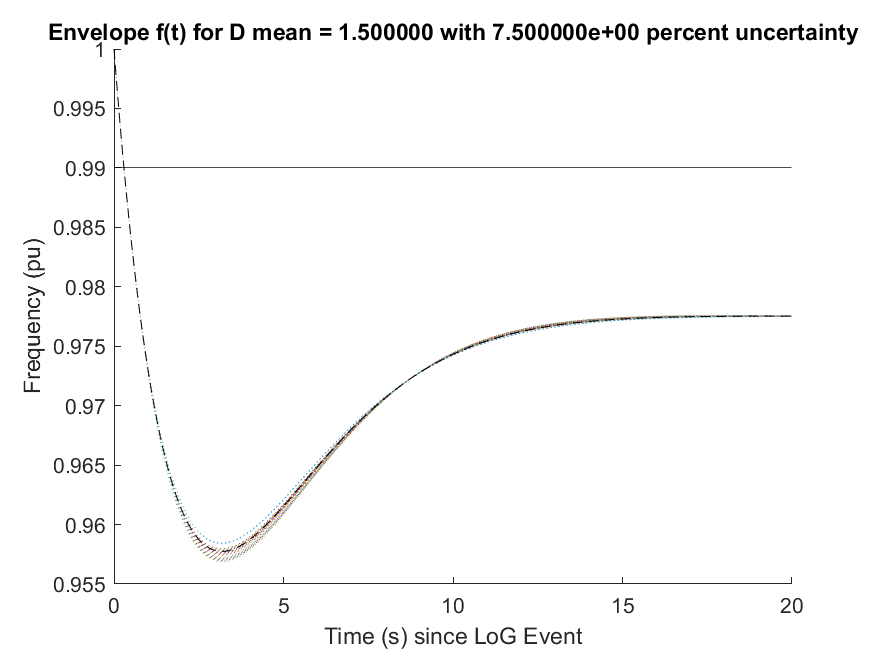 Envelope f(t) for D mean = 1.500000 with 7.500000e+00 percent uncertainty
1
0.995
0.99
0.985
0.98
0.975
0.97
0.965
0.96
0.955
Frequency (pu)
0 5 10 15 20
Time (s) since LoG Event